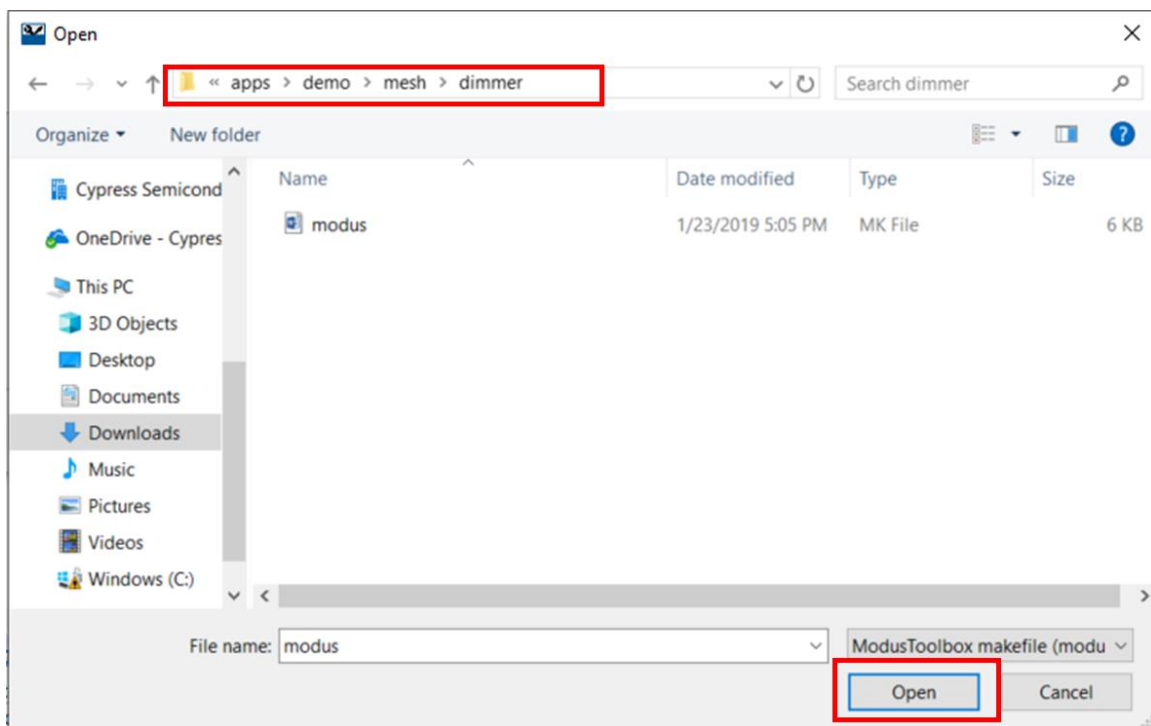 Open
« apps > demo > mesh > dimmer
Search dimmer
Organize
New folder
?
Name
Date modified
Type
Size
modus
1/23/2019 5:05 PM
MK File
6 KB
Cypress Semicond
OneDrive - Cypres
This PC
3D Objects
Desktop
Documents
Downloads
Music
Pictures
Videos
Windows (C:)
File name: modus
ModusToolbox makefile (modu
Open
Cancel